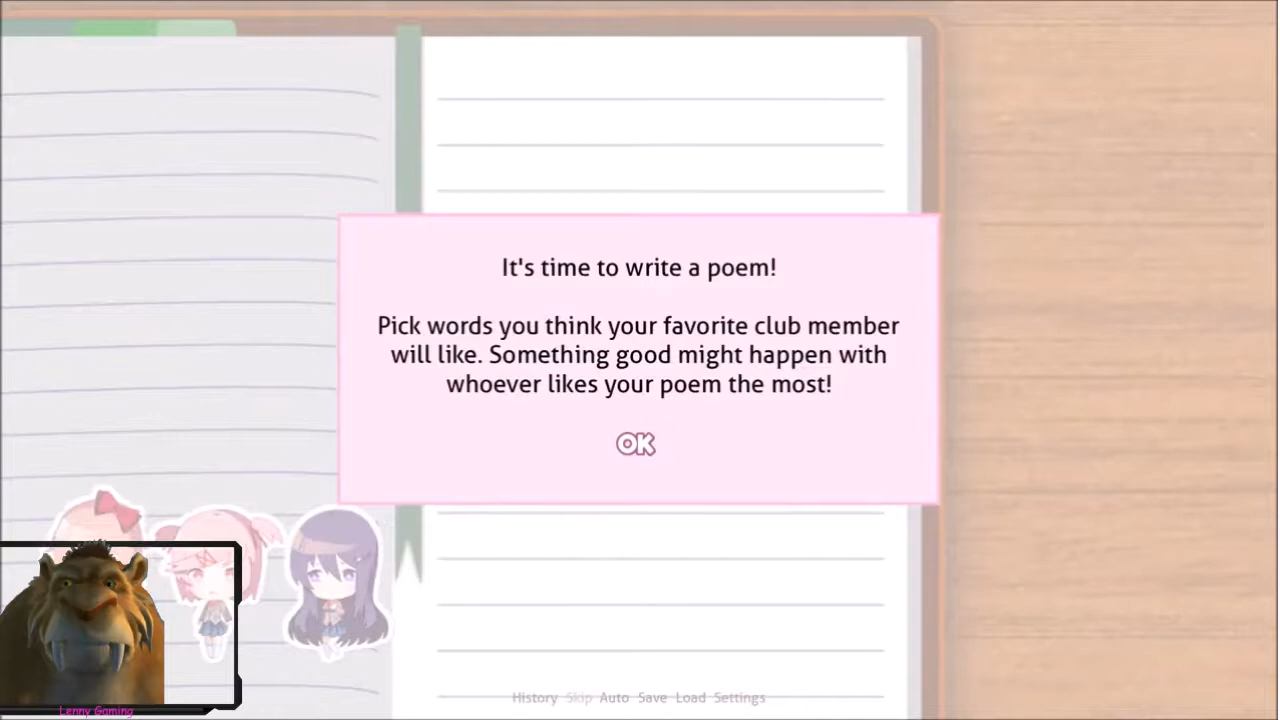 It's time to write a poem!
Pick words you think your favorite club member
will like. Something good might happen with
whoever likes your poem the most!
OK
History Skip Auto Save Load Settings
Lenny Gaming